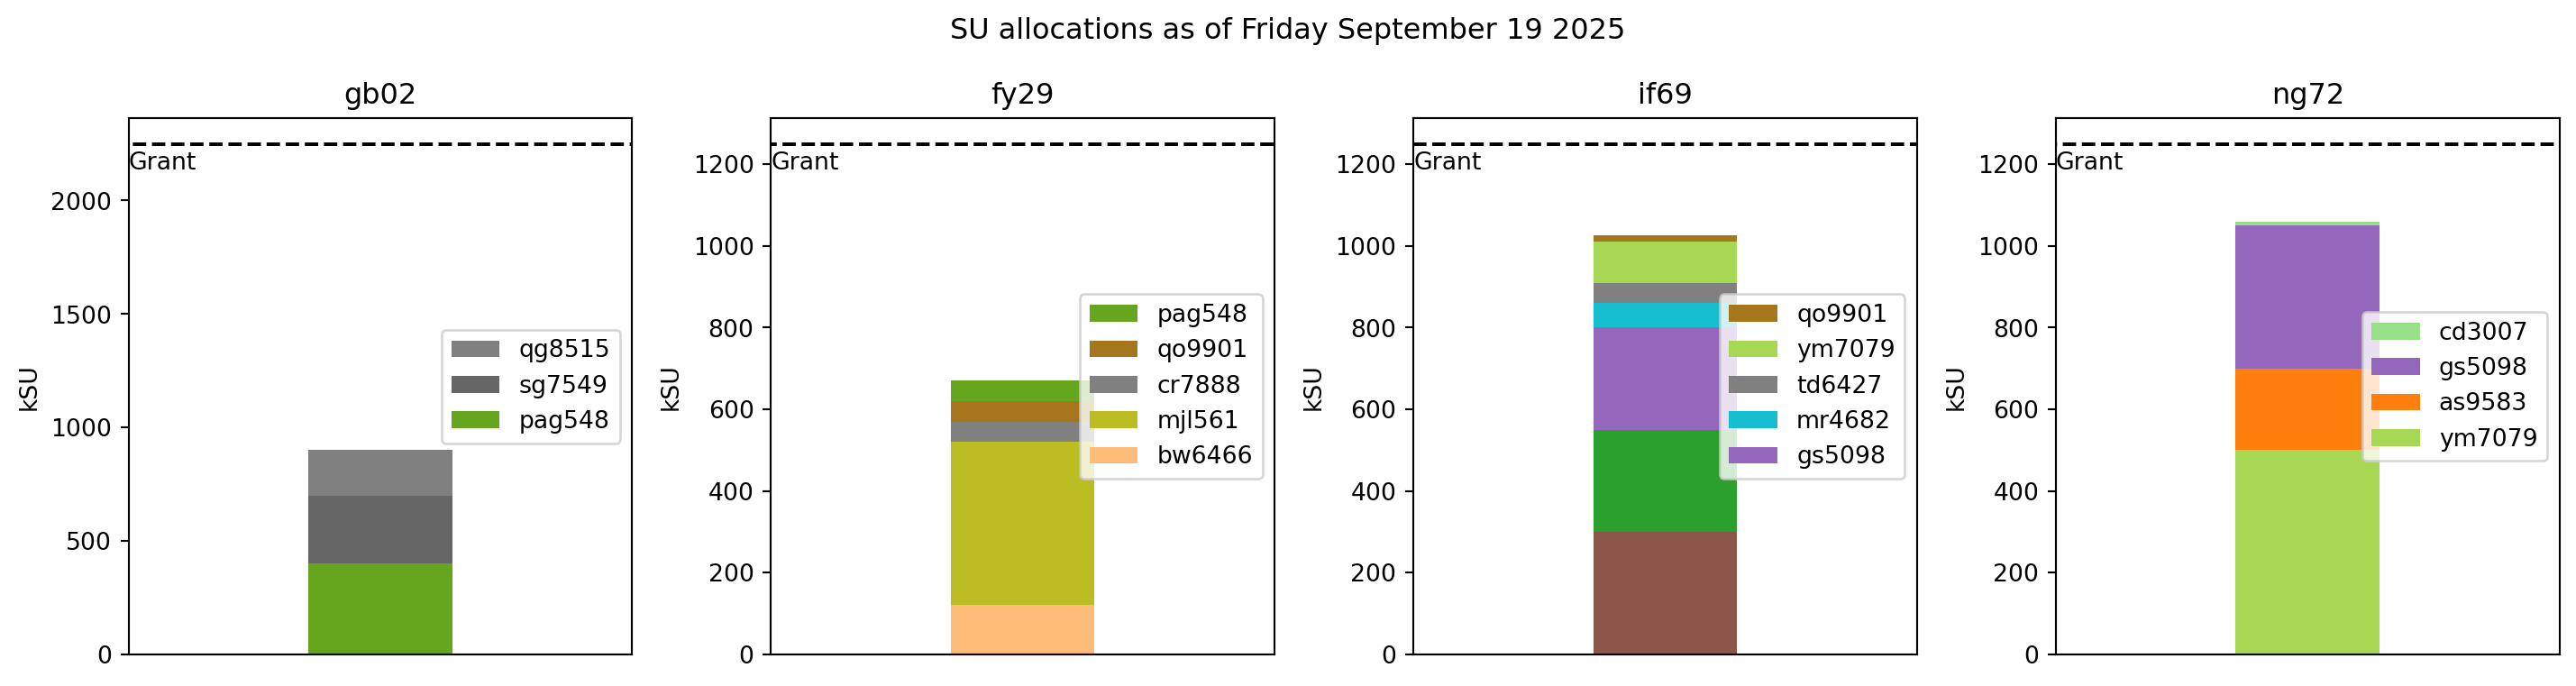 SU allocations as of Friday September 19 2025
gb02
kSU
2000
1500
1000
500
0
Grant
qg8515
sg7549
pag548
fy29
kSU
1200
1000
800
600
400
200
0
Grant
pag548
qo9901
cr7888
mjl561
bw6466
if69
kSU
1200
1000
800
600
400
200
0
Grant
qo9901
ym7079
td6427
mr4682
gs5098
ng72
kSU
1200
1000
800
600
400
200
0
Grant
cd3007
gs5098
as9583
ym7079